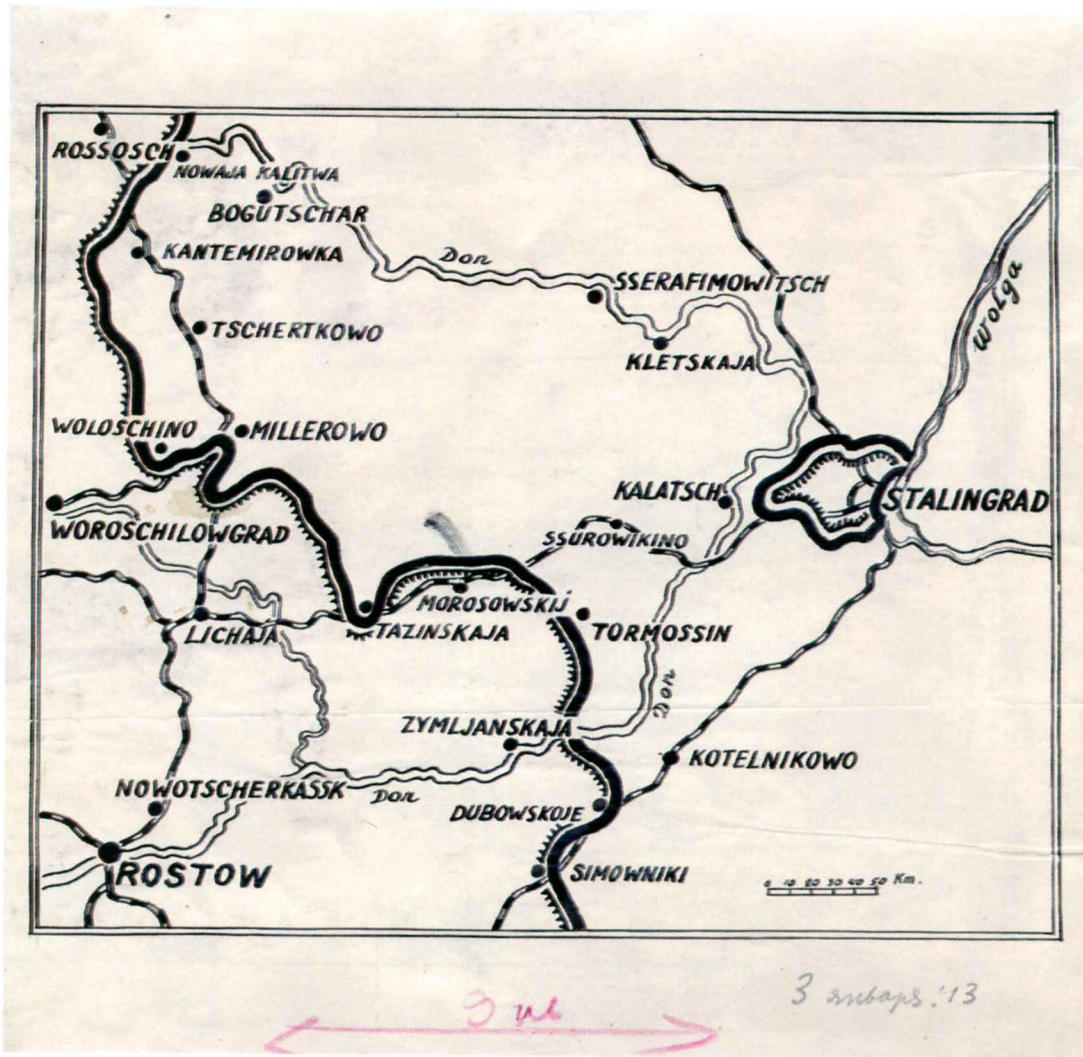 ROSSOSCH
NOWAJA KALITWA
BOGUTSCHAR
KANTEMIROWKA
Don
SSERAFIMOWITSCH
Wolga
TSCHERTKOWO
KLETSKAJA
WOLOSCHINO
MILLEROWO
KALATSCH
STALINGRAD
WOROSCHILOWGRAD
SSUROWIKINO
MOROSOWSKIJ
LICHAJA
TAZINSKAJA
TORMOSSIN
Don
ZYMLJANSKAJA
KOTELNIKOWO
NOWOTSCHERKASSK
Don
DUBOWSKOJE
ROSTOW
SIMOWNIKI
0 10 20 30 40 50 Km.
3 января